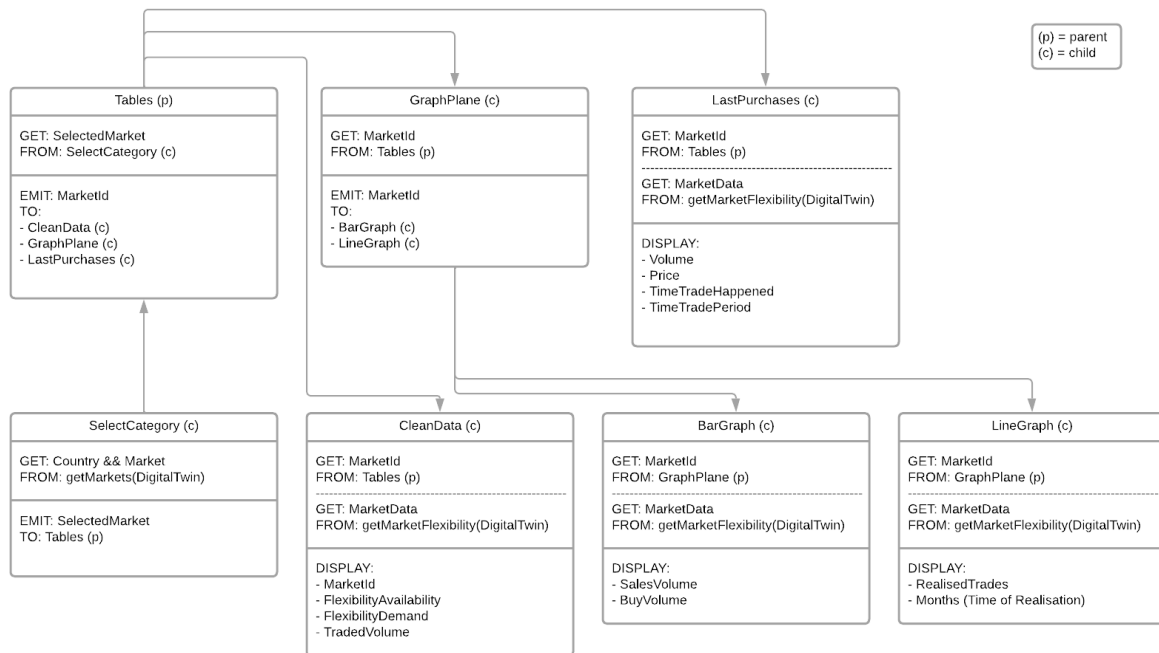 (p) = parent
(c) = child
Tables (p)
GET: SelectedMarket
FROM: SelectCategory (c)
EMIT: MarketId
TO:
- CleanData (c)
- GraphPlane (c)
- LastPurchases (c)
GraphPlane (c)
GET: MarketId
FROM: Tables (p)
EMIT: MarketId
TO:
- BarGraph (c)
- LineGraph (c)
LastPurchases (c)
GET: MarketId
FROM: Tables (p)
GET: MarketData
FROM: getMarketFlexibility(DigitalTwin)
DISPLAY:
- Volume
- Price
- TimeTradeHappened
- TimeTradePeriod
SelectCategory (c)
GET: Country && Market
FROM: getMarkets(DigitalTwin)
EMIT: SelectedMarket
TO: Tables (p)
CleanData (c)
GET: MarketId
FROM: Tables (p)
GET: MarketData
FROM: getMarketFlexibility(DigitalTwin)
DISPLAY:
- MarketId
- FlexibilityAvailability
- FlexibilityDemand
- TradedVolume
BarGraph (c)
GET: MarketId
FROM: GraphPlane (p)
GET: MarketData
FROM: getMarketFlexibility(DigitalTwin)
DISPLAY:
- SalesVolume
- BuyVolume
LineGraph (c)
GET: MarketId
FROM: GraphPlane (p)
GET: MarketData
FROM: getMarketFlexibility(DigitalTwin)
DISPLAY:
- RealisedTrades
- Months (Time of Realisation)